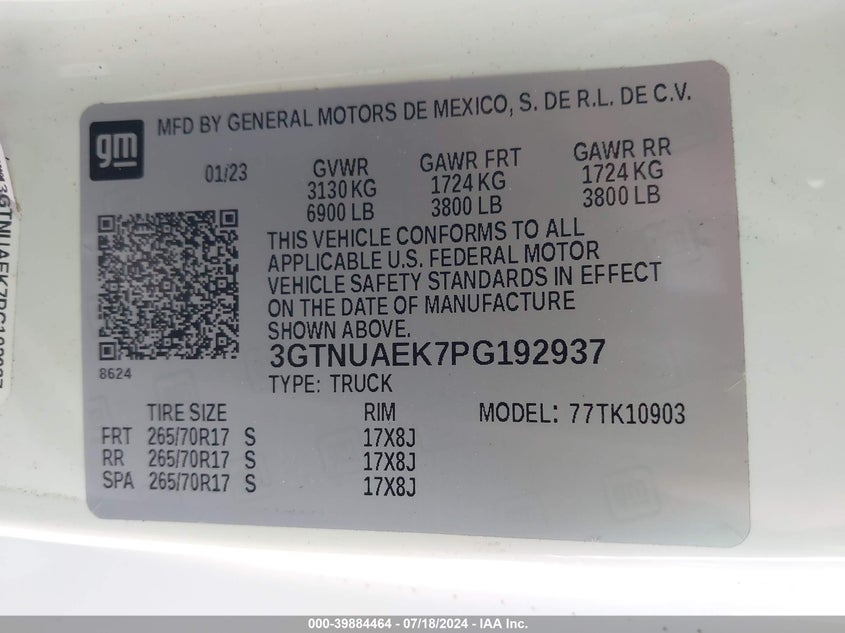 gm
MFD BY GENERAL MOTORS DE MEXICO, S. DE R.L. DE C.V.
01/23
GVWR GAWR FRT GAWR RR
3130 KG 1724 KG 1724 KG
6900 LB 3800 LB 3800 LB
THIS VEHICLE CONFORMS TO ALL
APPLICABLE U.S. FEDERAL MOTOR
VEHICLE SAFETY STANDARDS IN EFFECT
ON THE DATE OF MANUFACTURE
SHOWN ABOVE.
3GTNUAEK7PG192937
8624
TYPE: TRUCK
TIRE SIZE RIM MODEL: 77TK10903
FRT 265/70R17 S 17X8J
RR 265/70R17 S 17X8J
SPA 265/70R17 S 17X8J
000-39884464 - 07/18/2024 - IAA Inc.